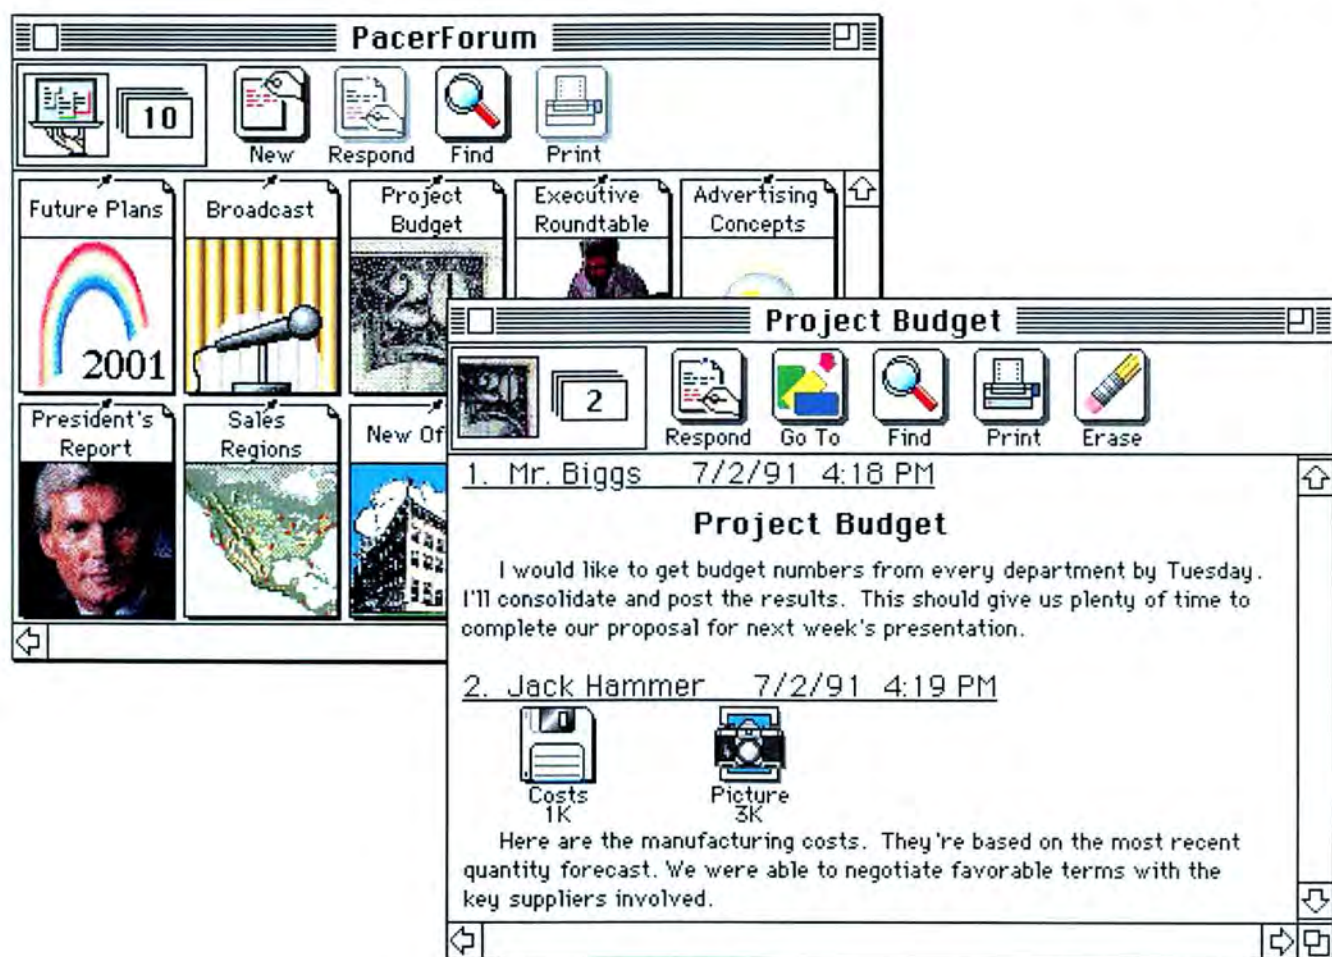 PacerForum
10
New Respond Find Print
Future Plans
Broadcast
Project
Budget
Executive
Roundtable
Advertising
Concepts
2001
20
President's
Report
Sales
Regions
New Of
Project Budget
20
2
Respond Go To Find Print Erase
1. Mr. Biggs 7/2/91 4:18 PM
Project Budget
I would like to get budget numbers from every department by Tuesday.
I'll consolidate and post the results. This should give us plenty of time to
complete our proposal for next week's presentation.
2. Jack Hammer 7/2/91 4:19 PM
Costs
1K
Picture
3K
Here are the manufacturing costs. They're based on the most recent
quantity forecast. We were able to negotiate favorable terms with the
key suppliers involved.